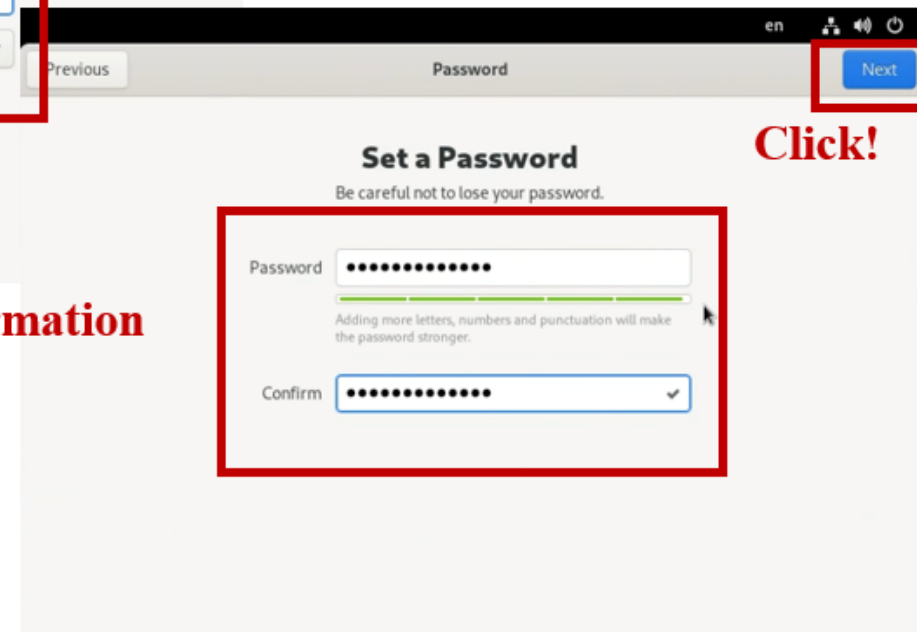 en
Previous
Password
Next
Click!
Set a Password
Be careful not to lose your password.
Password
•••••••••••••
Adding more letters, numbers and punctuation will make
the password stronger.
mation
Confirm
•••••••••••••